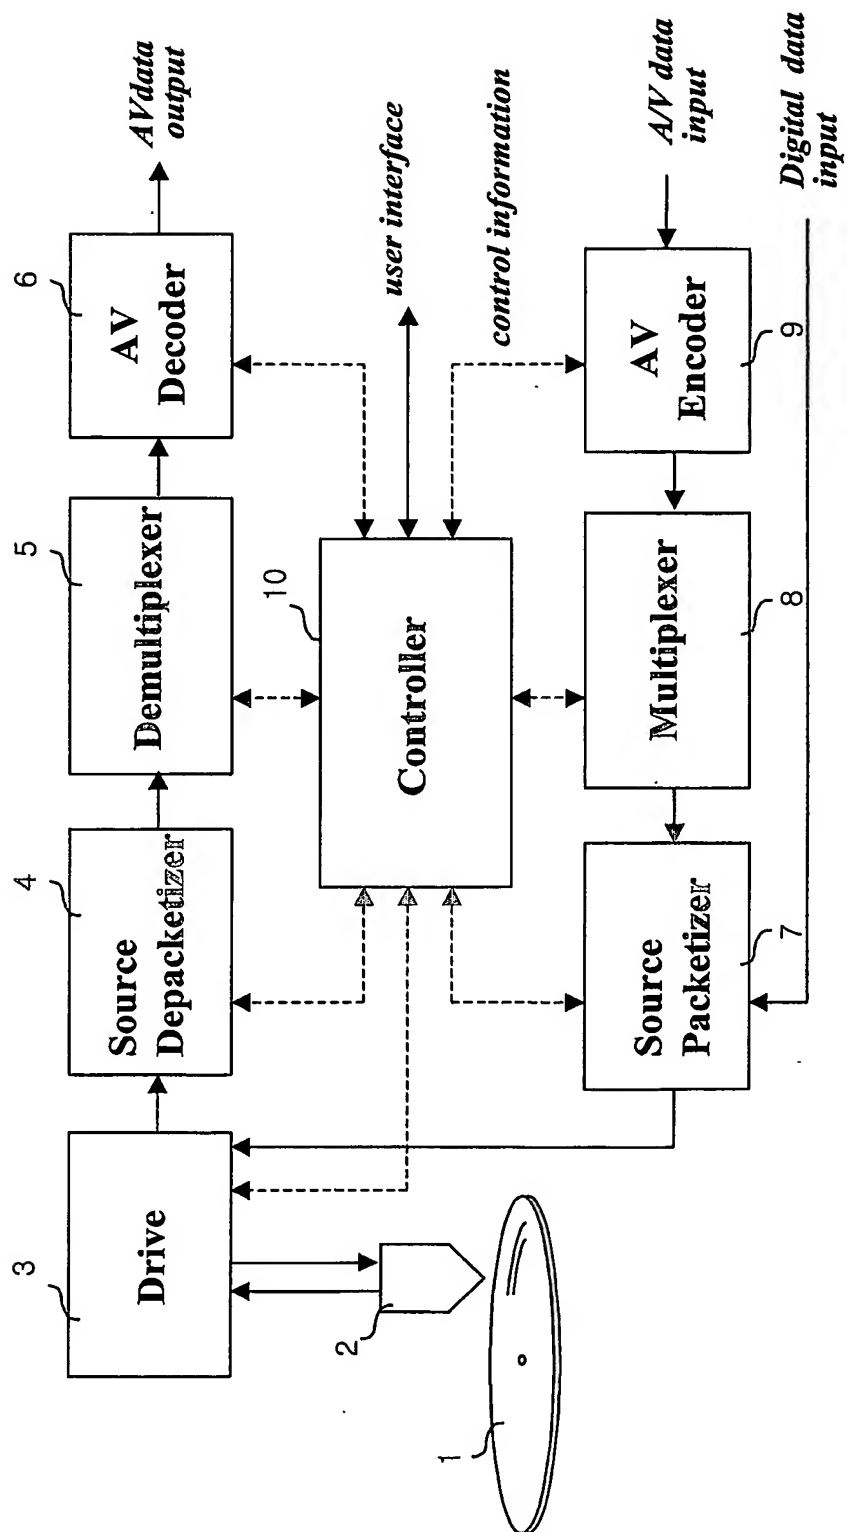 3
Drive
4
Source
Depacketizer
5
Demultiplexer
6
AV
Decoder
AVdata
output
2
1
10
Controller
user interface
control information
7
Source
Packetizer
8
Multiplexer
9
AV
Encoder
A/V data
input
Digital data
input